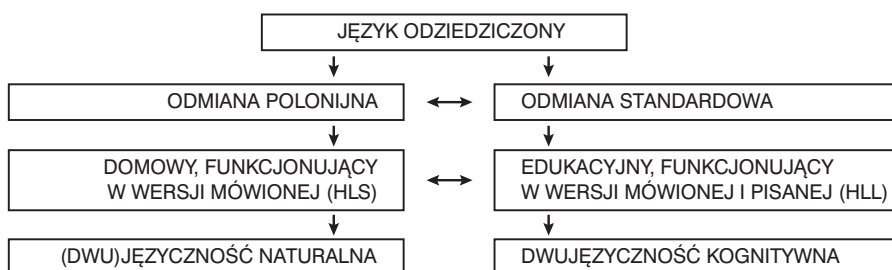 JĘZYK ODZIEDZICZONY
ODMIANA POLONIJNA
ODMIANA STANDARDOWA
DOMOWY, FUNKCJONUJĄCY
W WERSJI MÓWIONEJ (HLS)
EDUKACYJNY, FUNKCJONUJĄCY
W WERSJI MÓWIONEJ I PISANEJ (HLL)
(DWU)JĘZYCZNOŚĆ NATURALNA
DWUJĘZYCZNOŚĆ KOGNITYWNA